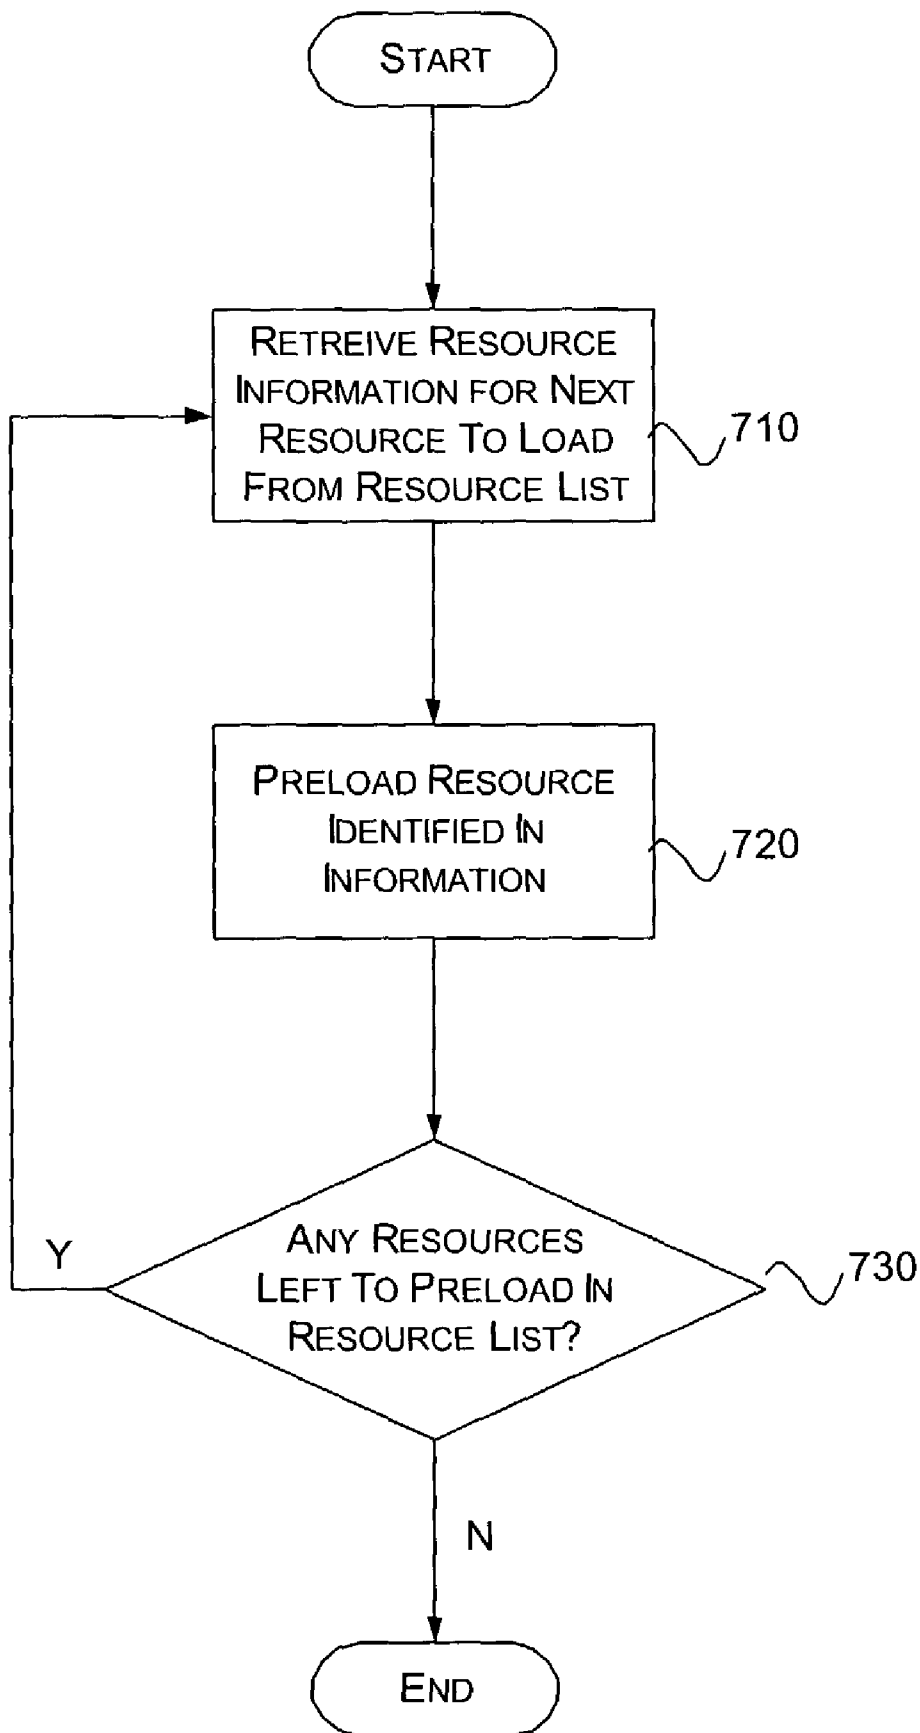 START
RETREIVE RESOURCE
INFORMATION FOR NEXT
RESOURCE TO LOAD
FROM RESOURCE LIST
710
PRELOAD RESOURCE
IDENTIFIED IN
INFORMATION
720
ANY RESOURCES
LEFT TO PRELOAD IN
RESOURCE LIST?
730
Y
N
END